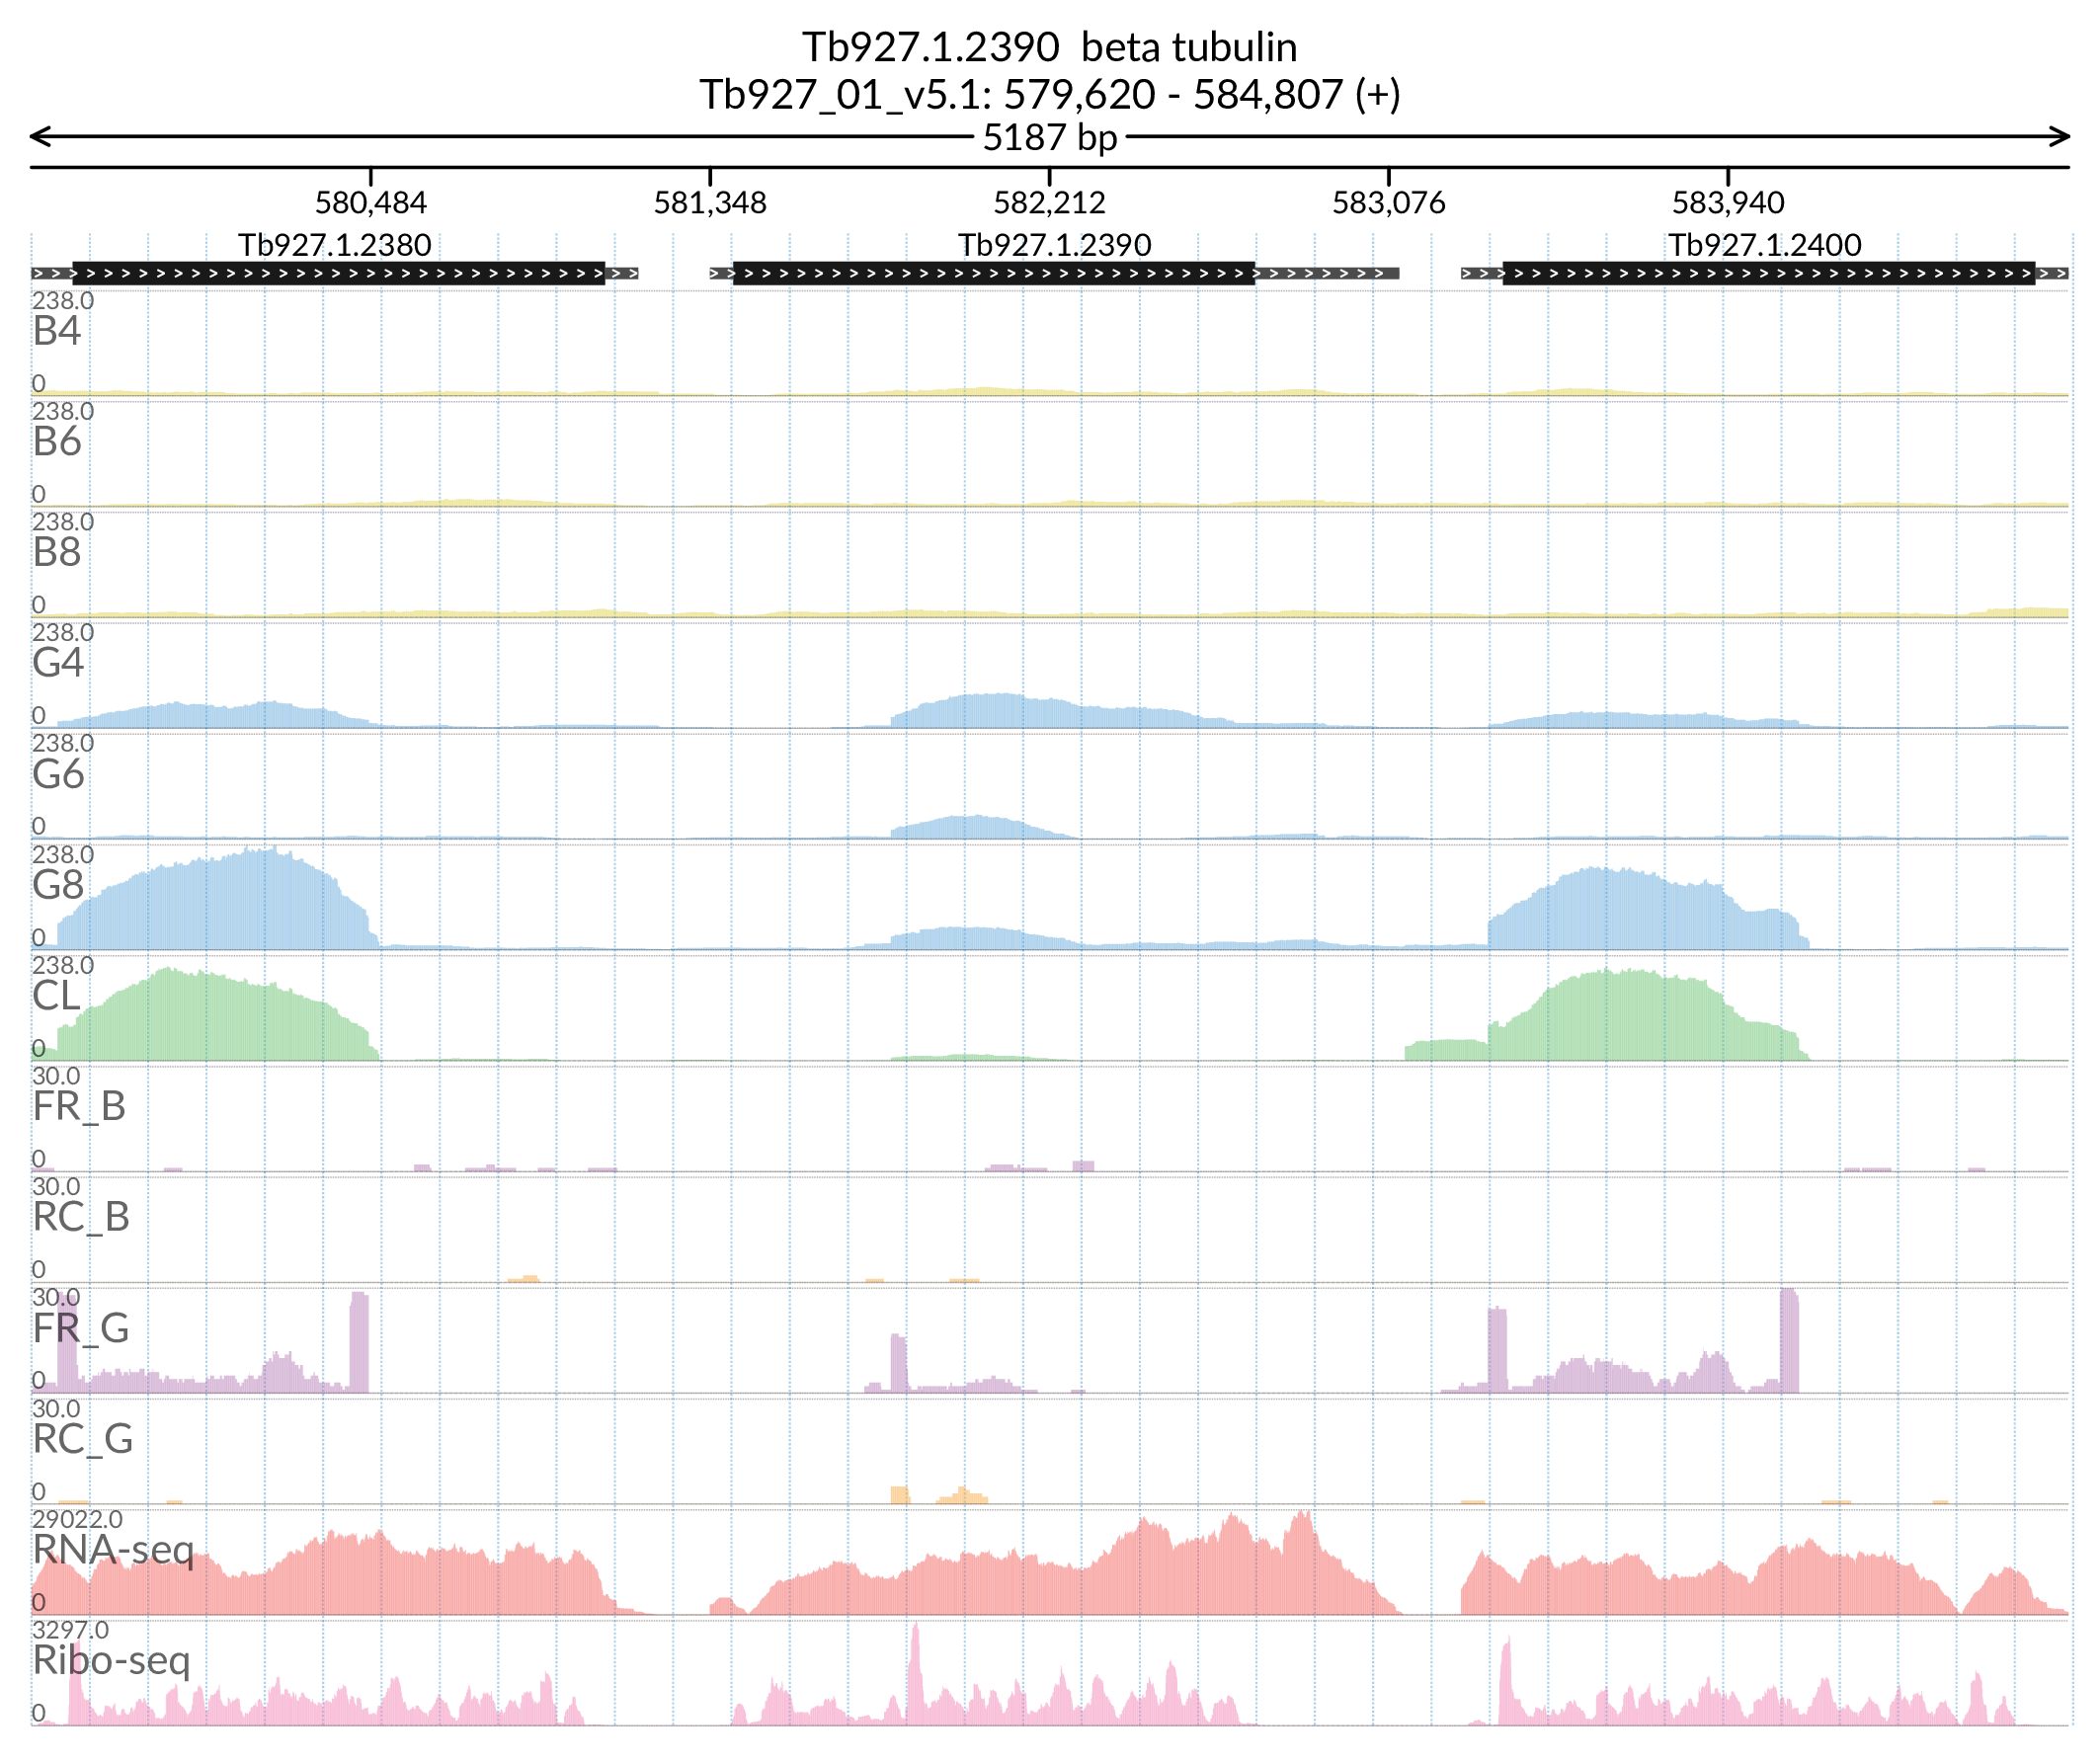 Tb927.1.2390  beta tubulin
Tb927_01_v5.1: 579,620 - 584,807 (+)
5187 bp
580,484 581,348 582,212 583,076 583,940
Tb927.1.2380 Tb927.1.2390 Tb927.1.2400
238.0
B4
0
238.0
B6
0
238.0
B8
0
238.0
G4
0
238.0
G6
0
238.0
G8
0
238.0
CL
0
30.0
FR_B
0
30.0
RC_B
0
30.0
FR_G
0
30.0
RC_G
0
29022.0
RNA-seq
0
3297.0
Ribo-seq
0